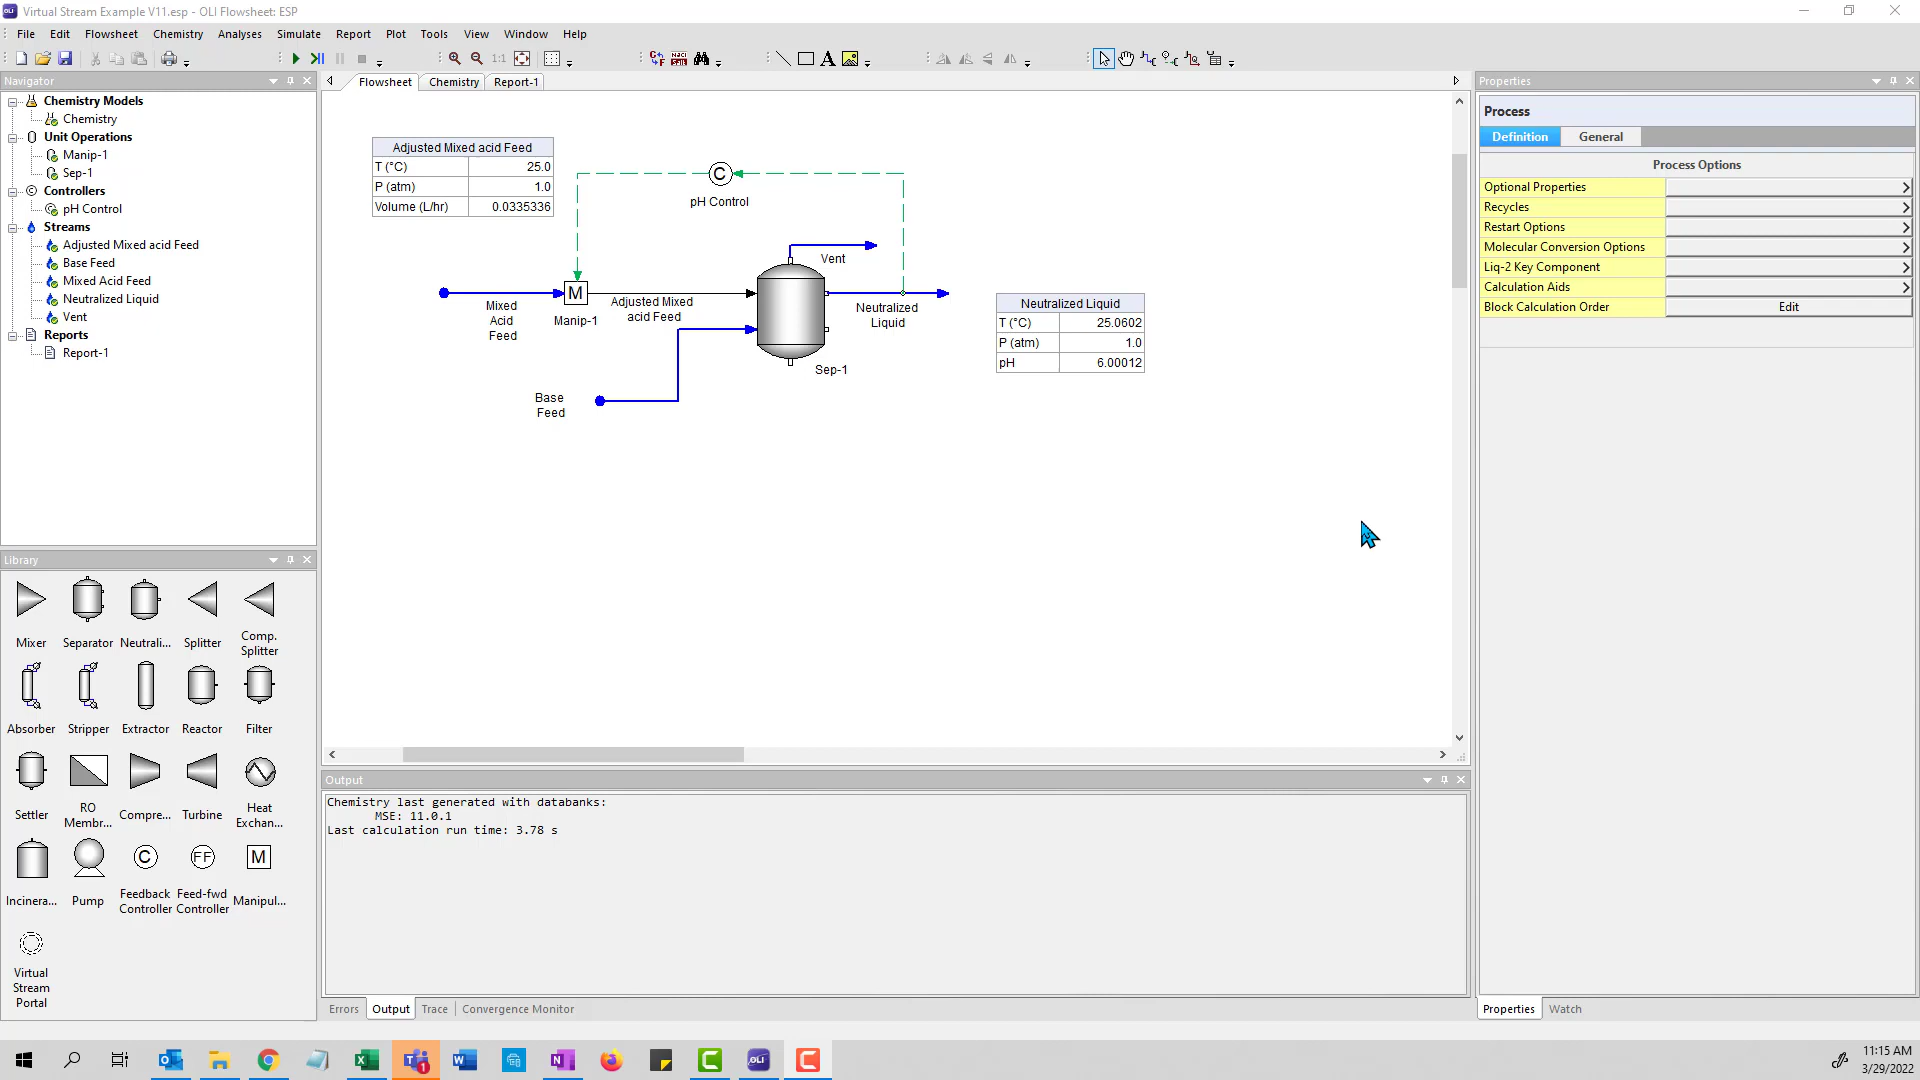 Virtual Stream Example V11.esp - OLI Flowsheet: ESP
File Edit Flowsheet Chemistry Analyses Simulate Report Plot Tools View Window Help
1:1
A
Navigator
Chemistry Models
Chemistry
Unit Operations
Manip-1
Sep-1
Controllers
pH Control
Streams
Adjusted Mixed acid Feed
Base Feed
Mixed Acid Feed
Neutralized Liquid
Vent
Reports
Report-1
Library
Mixer
Separator
Neutrali...
Splitter
Comp.
Splitter
Absorber
Stripper
Extractor
Reactor
Filter
Settler
RO
Membr...
Compre...
Turbine
Heat
Exchan...
C
FF
M
Incinera...
Pump
Feedback
Controller
Feed-fwd
Controller
Manipul...
Virtual
Stream
Portal
Flowsheet Chemistry Report-1
Adjusted Mixed acid Feed
T (°C) 25.0
P (atm) 1.0
Volume (L/hr) 0.0335336
C
pH Control
Vent
M
Mixed
Acid
Feed
Manip-1
Adjusted Mixed
acid Feed
Neutralized
Liquid
Sep-1
Base
Feed
Neutralized Liquid
T (°C) 25.0602
P (atm) 1.0
pH 6.00012
Output
Chemistry last generated with databanks:
MSE: 11.0.1
Last calculation run time: 3.78 s
Errors Output Trace Convergence Monitor
Properties
Process
Definition General
Process Options
Optional Properties
Recycles
Restart Options
Molecular Conversion Options
Liq-2 Key Component
Calculation Aids
Block Calculation Order Edit
Properties Watch
11:15 AM
3/29/2022